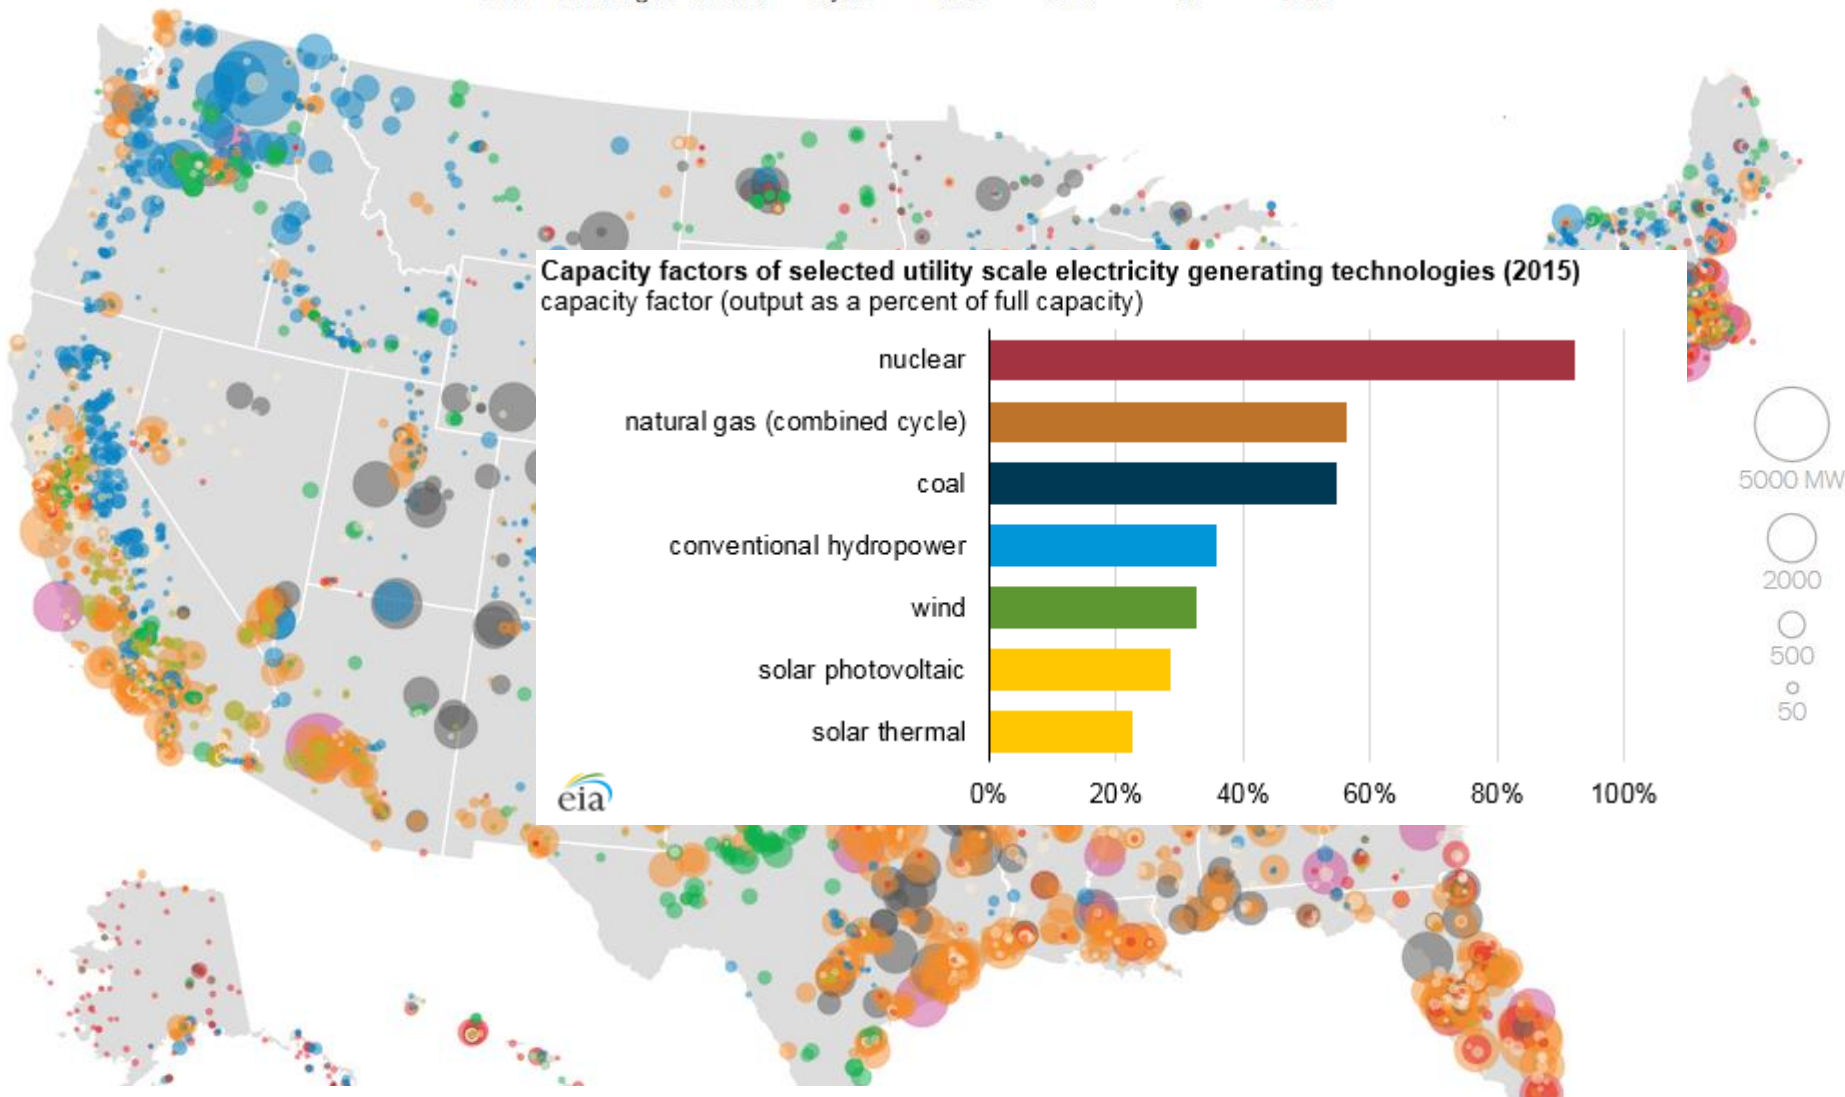 Capacity factors of selected utility scale electricity generating technologies (2015)
capacity factor (output as a percent of full capacity)
nuclear
natural gas (combined cycle)
coal
conventional hydropower
wind
solar photovoltaic
solar thermal
0% 20% 40% 60% 80% 100%
eia
5000 MW
2000
500
50